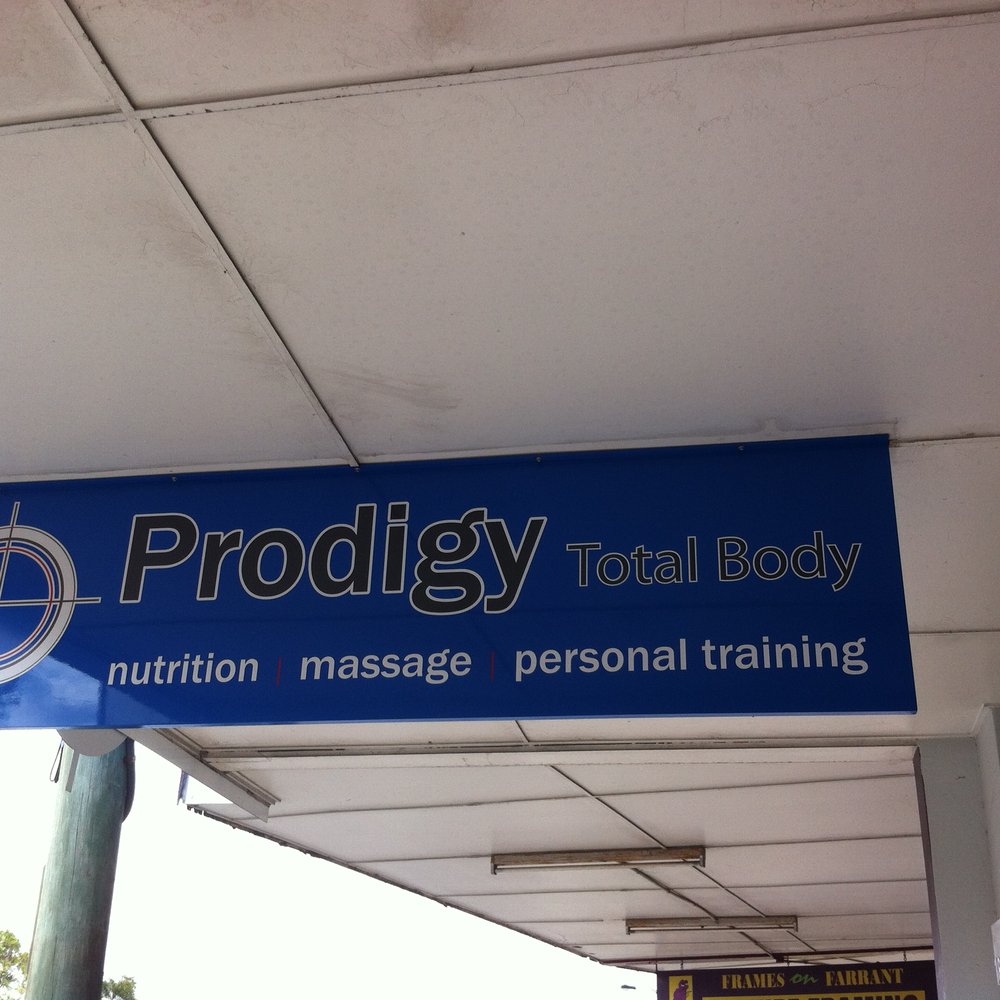 Prodigy Total Body
nutrition | massage | personal training
FRAMES on FARRANT